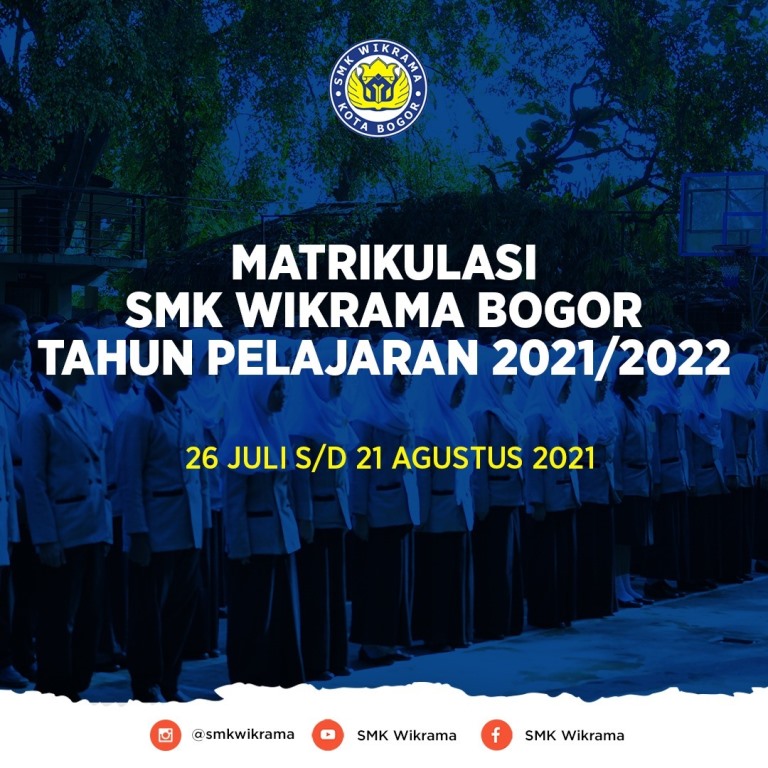 SMK WIKRAMA
KOTA BOGOR
MATRIKULASI
SMK WIKRAMA BOGOR
TAHUN PELAJARAN 2021/2022
26 JULI S/D 21 AGUSTUS 2021
@smkwikrama SMK Wikrama SMK Wikrama